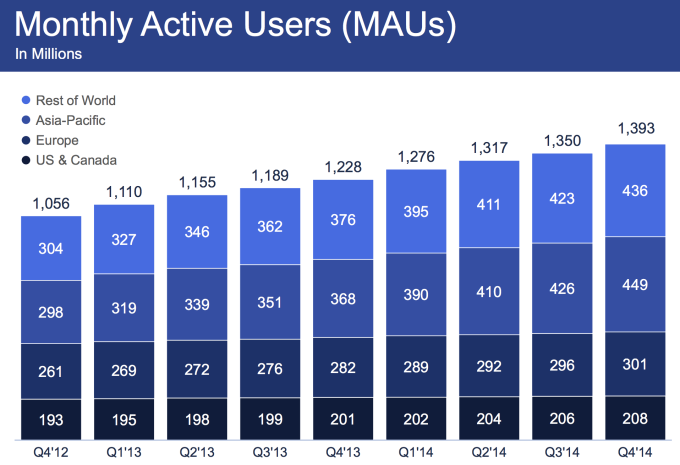 Monthly Active Users (MAUs)
In Millions
Rest of World
Asia-Pacific
Europe
US & Canada
1,056 1,110 1,155 1,189 1,228 1,276 1,317 1,350 1,393
304 327 346 362 376 395 411 423 436
298 319 339 351 368 390 410 426 449
261 269 272 276 282 289 292 296 301
193 195 198 199 201 202 204 206 208
Q4'12 Q1'13 Q2'13 Q3'13 Q4'13 Q1'14 Q2'14 Q3'14 Q4'14